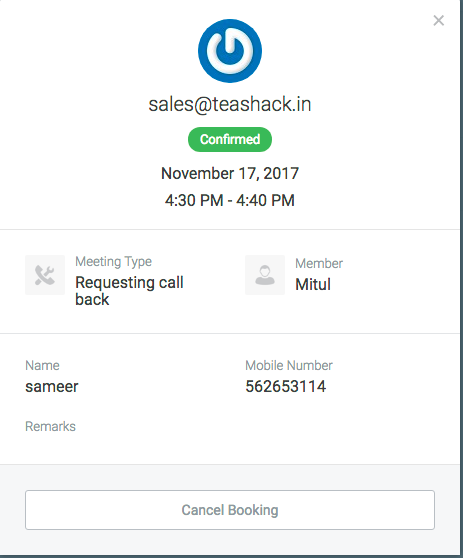 ×
sales@teashack.in
Confirmed
November 17, 2017
4:30 PM - 4:40 PM
Meeting Type
Requesting call
back
Member
Mitul
Name
sameer
Mobile Number
562653114
Remarks
Cancel Booking